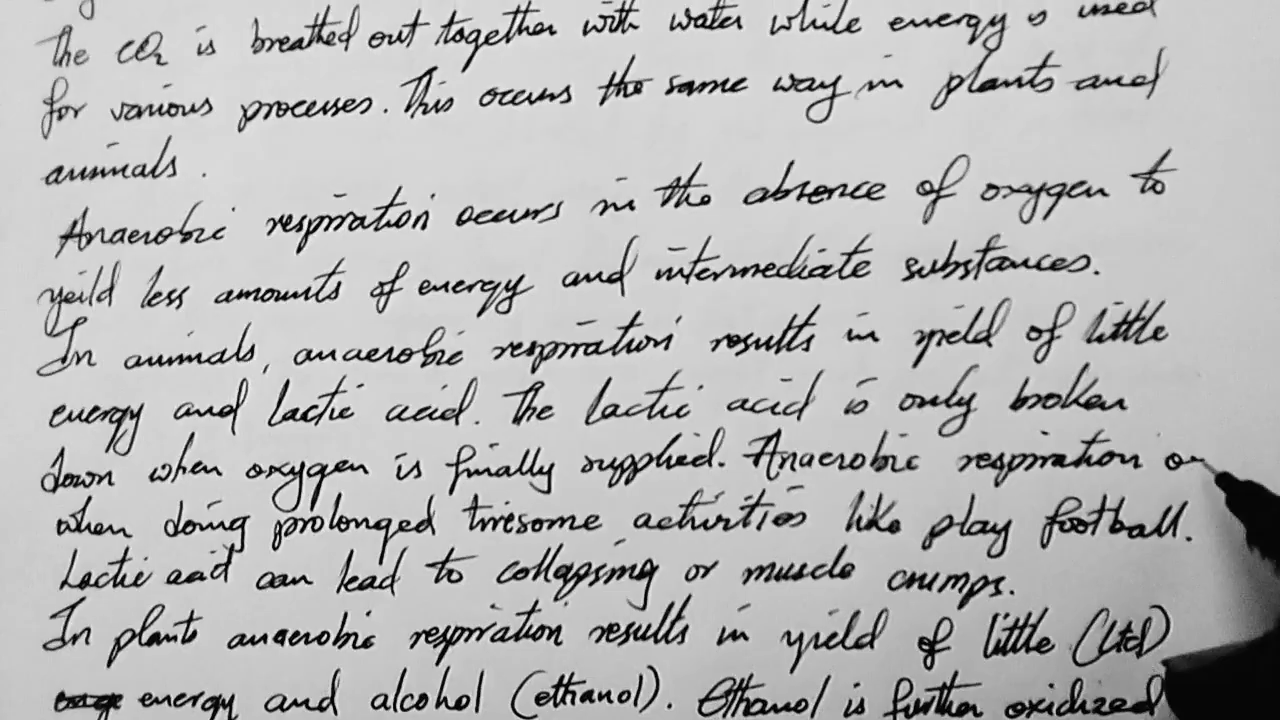 The CO2 is breathed out together with water while energy is used
for various processes. This occurs the same way in plants and
animals.
Anaerobic respiration occurs in the absence of oxygen to
yeild less amounts of energy and intermediate substances.
In animals, anaerobic respiration results in yield of little
energy and lactic acid. The lactic acid is only broken
down when oxygen is finally supplied. Anaerobic respiration
when doing prolonged tiresome activities like play football.
Lactic acid can lead to collapsing or muscle crumps.
In plants anaerobic respiration results in yield of little (Ltd)
energy and alcohol (ethanol). Ethanol is further oxidized